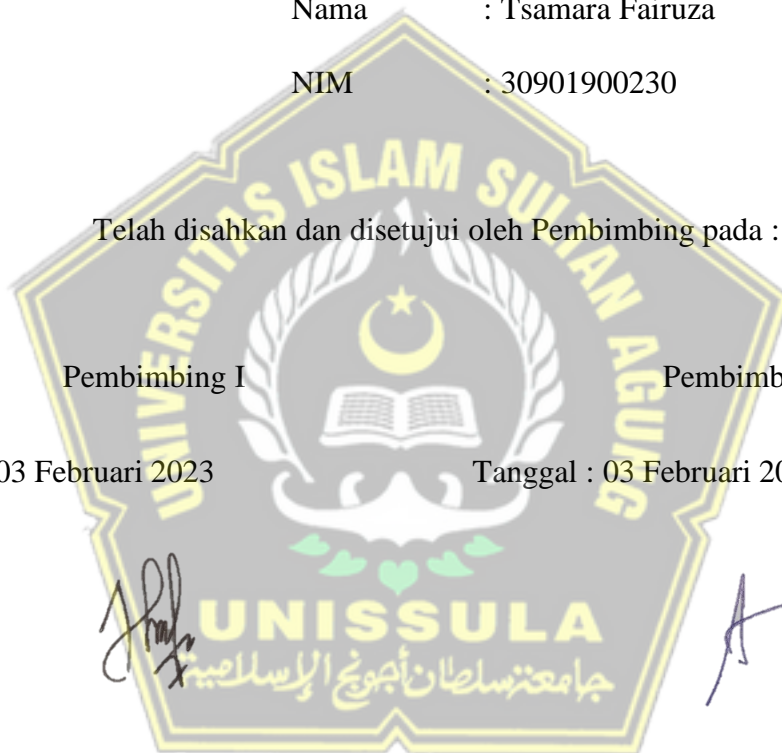 Nama : Tsamara Fairuza
NIM : 30901900230
UNIVERSITAS ISLAM SULTAN AGUNG
Telah disahkan dan disetujui oleh Pembimbing pada :
Pembimbing I Pembimb
03 Februari 2023 Tanggal : 03 Februari 20
UNISSULA
جامعة سلطان أجونج الإسلامية